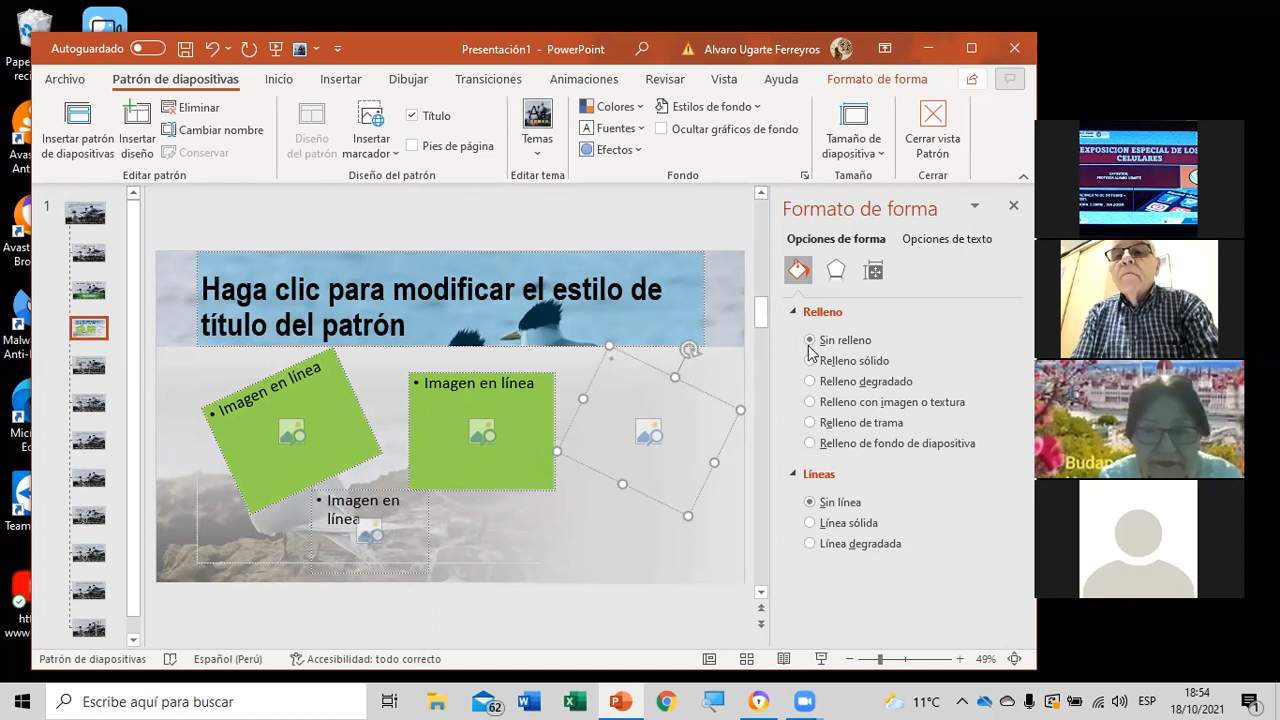 Autoguardado
Presentación1 - PowerPoint
Alvaro Ugarte Ferreyros
Archivo
Patrón de diapositivas
Inicio
Insertar
Dibujar
Transiciones
Animaciones
Revisar
Vista
Ayuda
Formato de forma
Insertar patrón
de diapositivas
Insertar
diseño
Eliminar
Cambiar nombre
Conservar
Editar patrón
Diseño
del patrón
Insertar
marcador
Título
Pies de página
Diseño del patrón
Temas
Editar tema
Colores
Fuentes
Efectos
Estilos de fondo
Ocultar gráficos de fondo
Fondo
Tamaño de
diapositiva
Tamaño
Cerrar vista
Patrón
Cerrar
1
Haga clic para modificar el estilo de
título del patrón
• Imagen en línea
• Imagen en línea
• Imagen en
línea
Formato de forma
Opciones de forma
Opciones de texto
Relleno
Sin relleno
Relleno sólido
Relleno degradado
Relleno con imagen o textura
Relleno de trama
Relleno de fondo de diapositiva
Líneas
Sin línea
Línea sólida
Línea degradada
EXPOSICION ESPECIAL DE LOS
CELULARES
Budap
Patrón de diapositivas
Español (Perú)
Accesibilidad: todo correcto
49%
Escribe aquí para buscar
62
11°C
ESP
18:54
18/10/2021
1